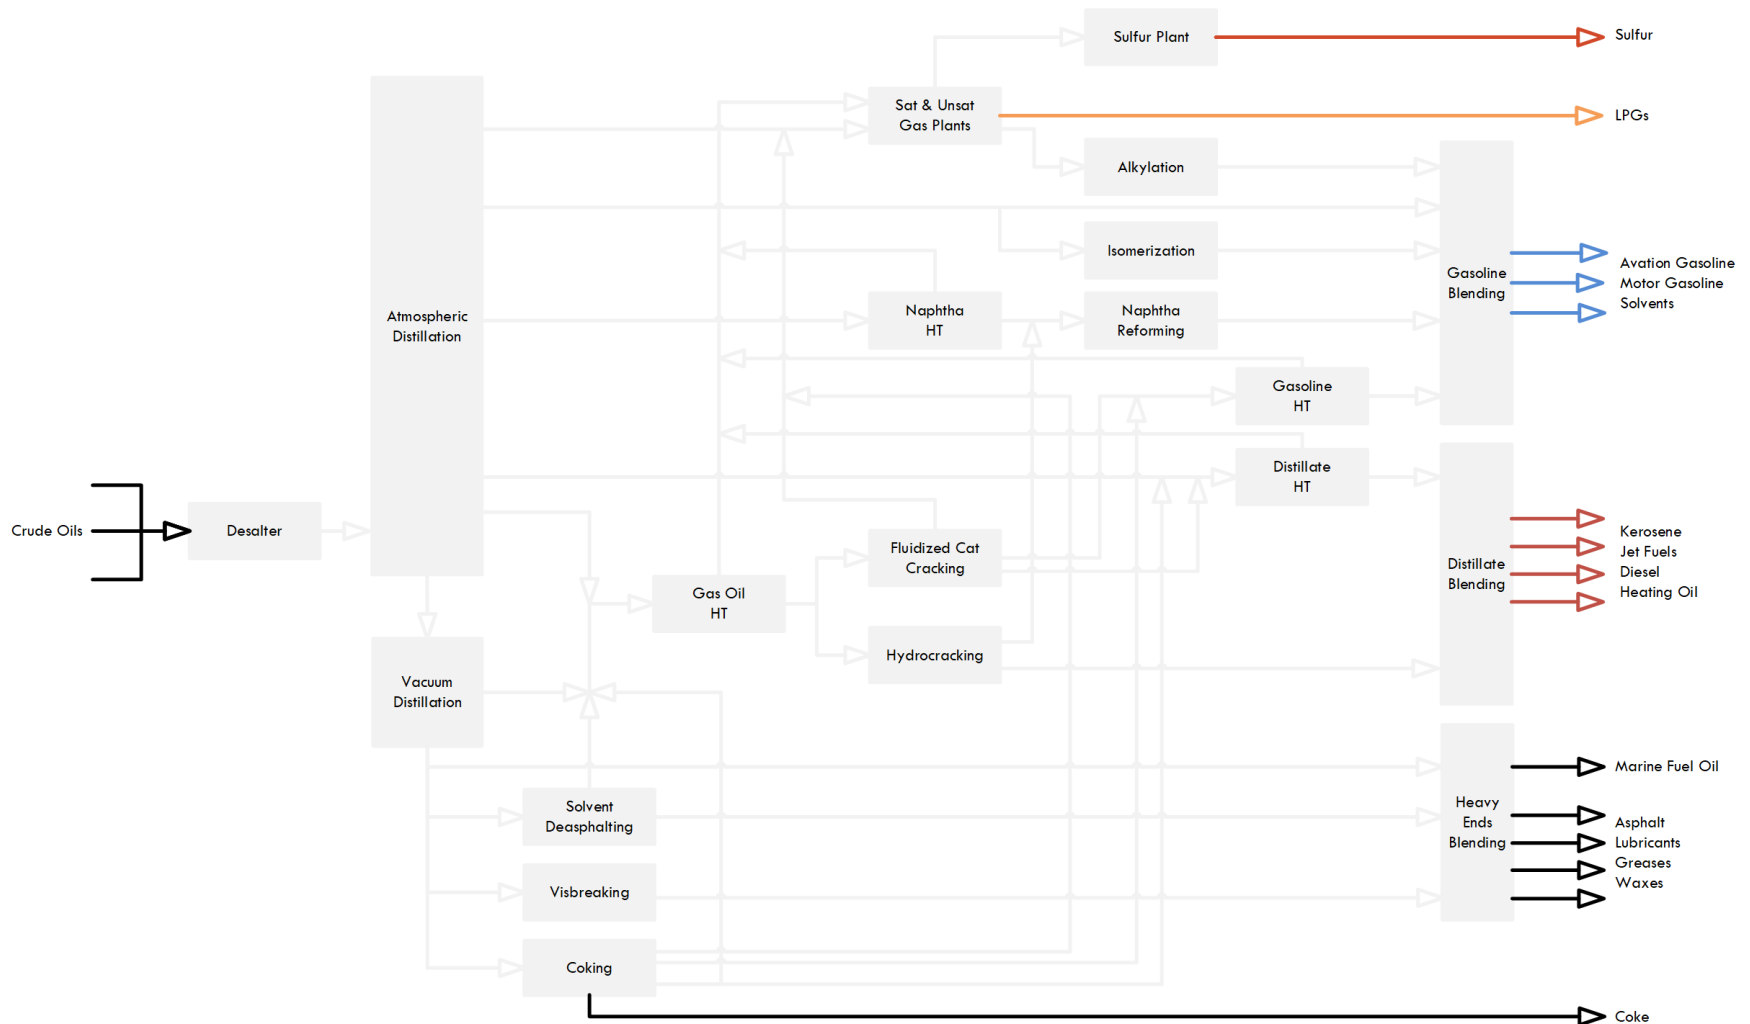 Sulfur Plant
Sulfur
Sat & Unsat
Gas Plants
LPGs
Alkylation
Isomerization
Gasoline
Blending
Avation Gasoline
Motor Gasoline
Solvents
Atmospheric
Distillation
Naphtha
HT
Naphtha
Reforming
Gasoline
HT
Distillate
HT
Crude Oils
Desalter
Fluidized Cat
Cracking
Distillate
Blending
Kerosene
Jet Fuels
Diesel
Heating Oil
Gas Oil
HT
Hydrocracking
Vacuum
Distillation
Solvent
Deasphalting
Heavy
Ends
Blending
Marine Fuel Oil
Asphalt
Lubricants
Greases
Waxes
Visbreaking
Coking
Coke